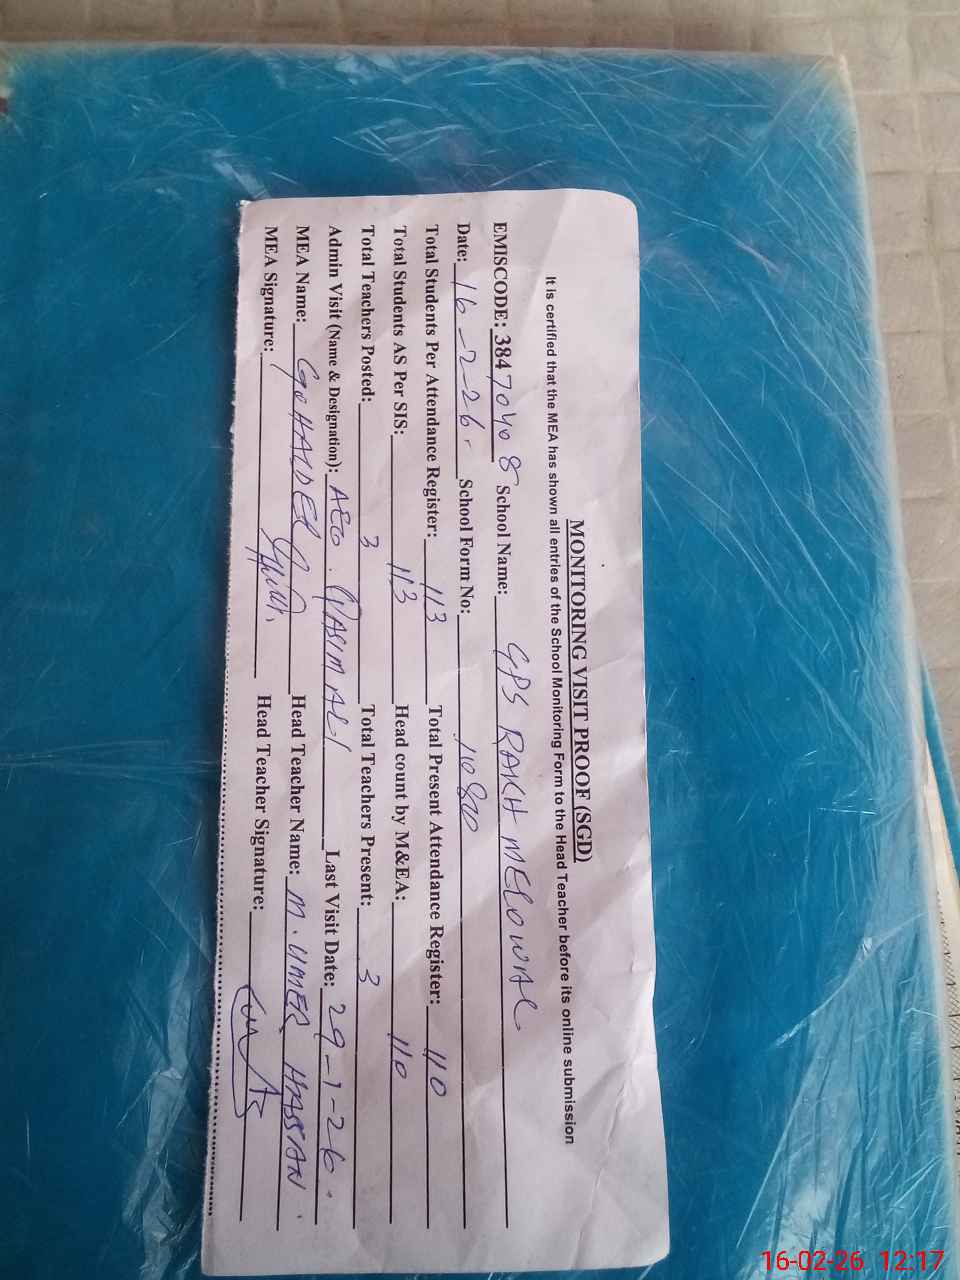 MONITORING VISIT PROOF (SGD)
It is certified that the MEA has shown all entries of the School Monitoring Form to the Head Teacher before its online submission
EMISCODE: 38470408 School Name: GPS RAKH MELOWAL
Date: 16-2-26. School Form No: 110800
Total Students Per Attendance Register: 113 Total Present Attendance Register: 110
Total Students AS Per SIS: 113 Head count by M&EA: 110
Total Teachers Posted: 3 Total Teachers Present: 3
Admin Visit (Name & Designation): AEO. WASIM ALI Last Visit Date: 29-1-26.
MEA Name: HAIDER Head Teacher Name: M. UMER HASSAN.
MEA Signature: Head Teacher Signature:
16-02-26 12:17